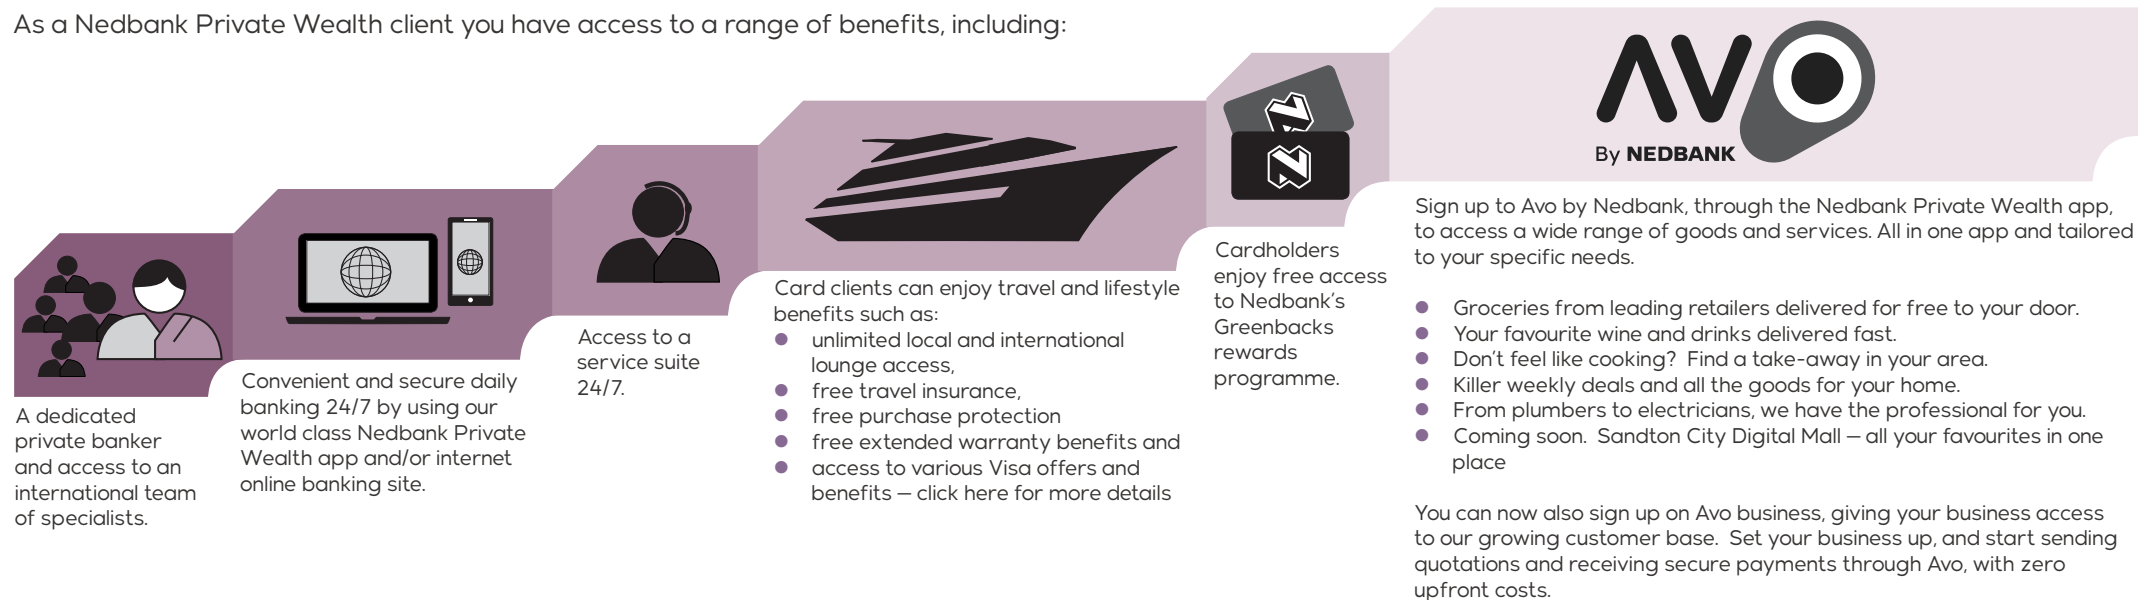 As a Nedbank Private Wealth client you have access to a range of benefits, including:
A dedicated
private banker
and access to an
international team
of specialists.
Convenient and secure daily
banking 24/7 by using our
world class Nedbank Private
Wealth app and/or internet
online banking site.
Access to a
service suite
24/7.
Card clients can enjoy travel and lifestyle
benefits such as:
● unlimited local and international
lounge access,
● free travel insurance,
● free purchase protection
● free extended warranty benefits and
● access to various Visa offers and
benefits – click here for more details
Cardholders
enjoy free access
to Nedbank's
Greenbacks
rewards
programme.
AVO
By NEDBANK
Sign up to Avo by Nedbank, through the Nedbank Private Wealth app,
to access a wide range of goods and services. All in one app and tailored
to your specific needs.
● Groceries from leading retailers delivered for free to your door.
● Your favourite wine and drinks delivered fast.
● Don't feel like cooking?  Find a take-away in your area.
● Killer weekly deals and all the goods for your home.
● From plumbers to electricians, we have the professional for you.
● Coming soon.  Sandton City Digital Mall – all your favourites in one
place
You can now also sign up on Avo business, giving your business access
to our growing customer base.  Set your business up, and start sending
quotations and receiving secure payments through Avo, with zero
upfront costs.